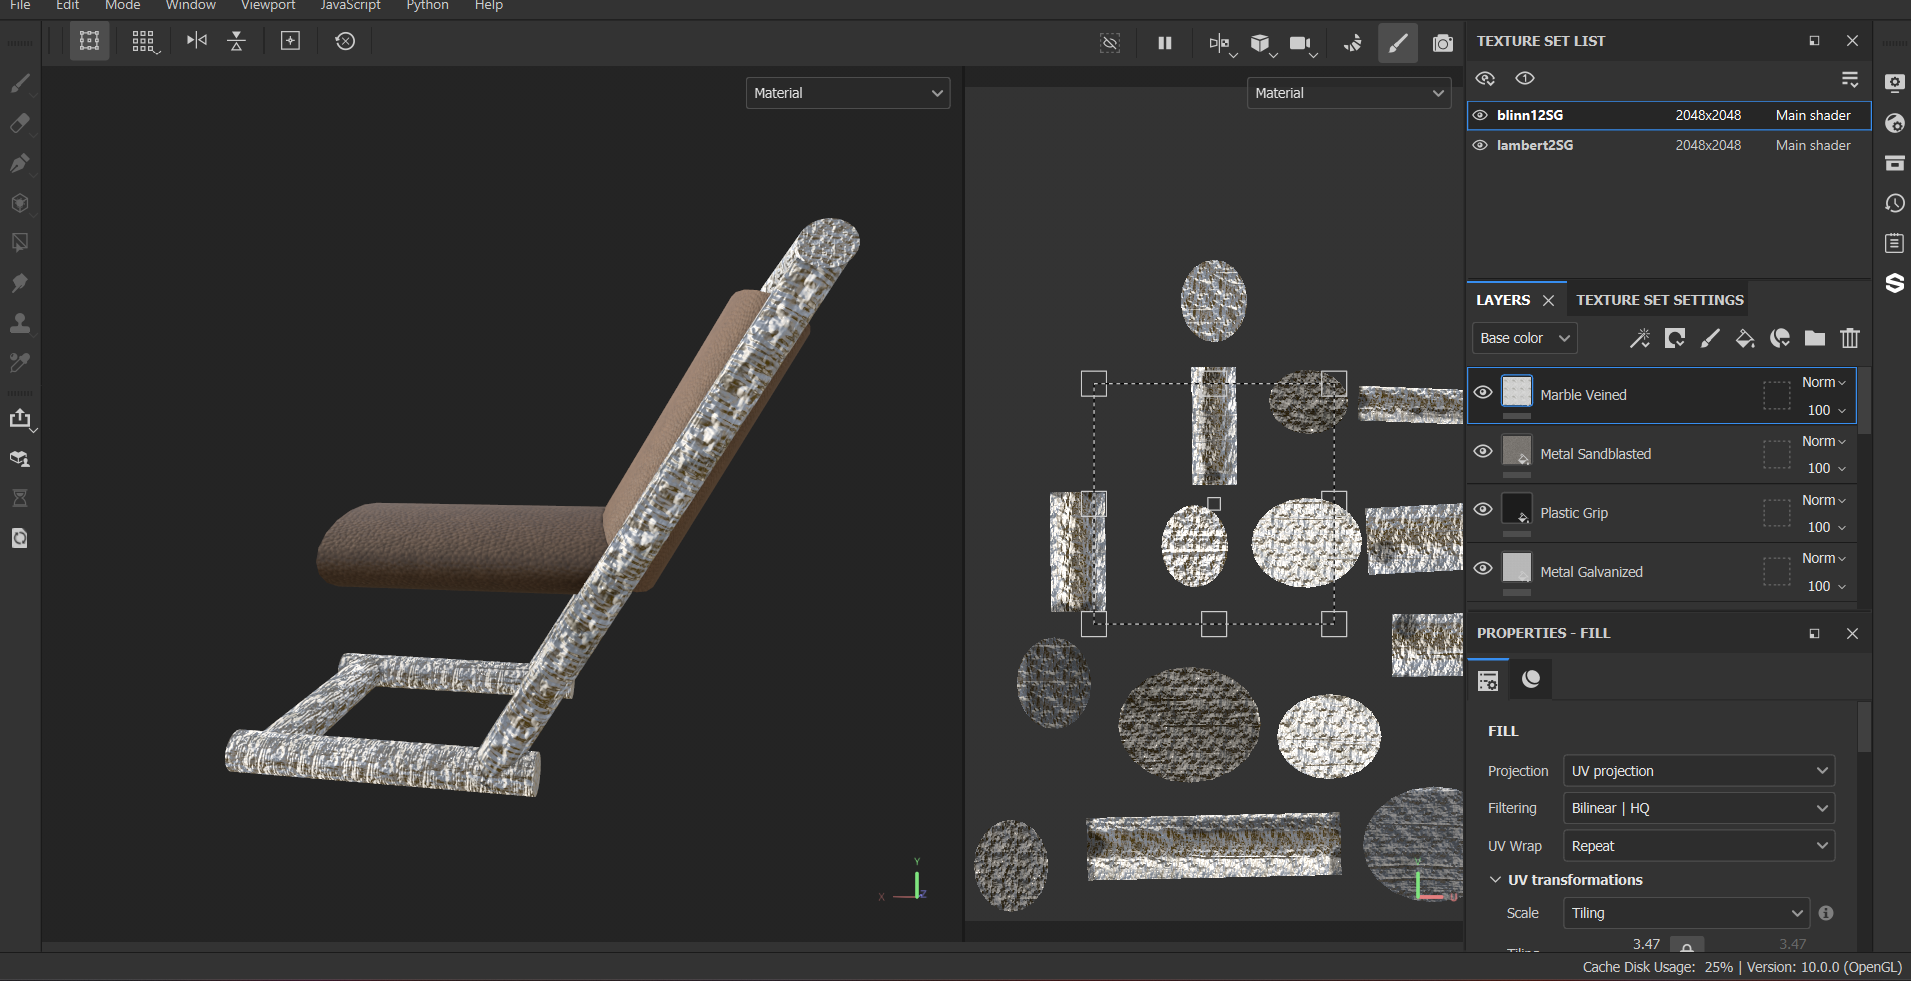 File Edit Mode Window Viewport JavaScript Python Help
Material
Material
TEXTURE SET LIST
1
blinn12SG 2048x2048 Main shader
lambert2SG 2048x2048 Main shader
LAYERS TEXTURE SET SETTINGS
Base color
Marble Veined Norm
100
Metal Sandblasted Norm
100
Plastic Grip Norm
100
Metal Galvanized Norm
100
PROPERTIES - FILL
FILL
Projection UV projection
Filtering Bilinear | HQ
UV Wrap Repeat
UV transformations
Scale Tiling
Tiling 3.47 3.47
Y
X Z
Cache Disk Usage: 25% | Version: 10.0.0 (OpenGL)